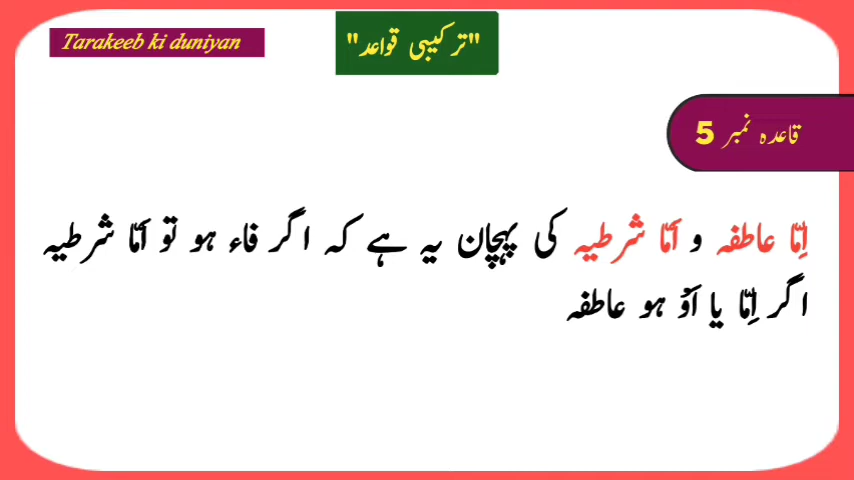 Tarakeeb ki duniyan
"ترکیبی قواعد"
قاعدہ نمبر 5
اِمّا عاطفہ و اَمّا شرطیہ کی پہچان یہ ہے کہ اگر فاء ہو تو اَمّا شرطیہ
اگر اِمّا یا اَوْ ہو عاطفہ